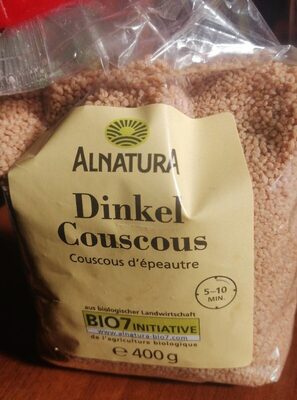 ALNATURA
Dinkel
Couscous
Couscous d'épeautre
5-10
MIN.
aus biologischer Landwirtschaft
BIO7 INITIATIVE
www.alnatura-bio7.com
de l'agriculture biologique
℮ 400 g